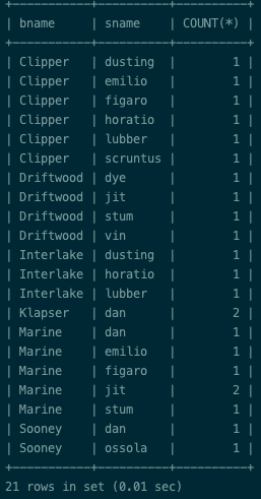 +-----------+----------+----------+
| bname | sname | COUNT(*) |
+-----------+----------+----------+
| Clipper | dusting | 1 |
| Clipper | emilio | 1 |
| Clipper | figaro | 1 |
| Clipper | horatio | 1 |
| Clipper | lubber | 1 |
| Clipper | scruntus | 1 |
| Driftwood | dye | 1 |
| Driftwood | jit | 1 |
| Driftwood | stum | 1 |
| Driftwood | vin | 1 |
| Interlake | dusting | 1 |
| Interlake | horatio | 1 |
| Interlake | lubber | 1 |
| Klapser | dan | 2 |
| Marine | dan | 1 |
| Marine | emilio | 1 |
| Marine | figaro | 1 |
| Marine | jit | 2 |
| Marine | stum | 1 |
| Sooney | dan | 1 |
| Sooney | ossola | 1 |
+-----------+----------+----------+
21 rows in set (0.01 sec)